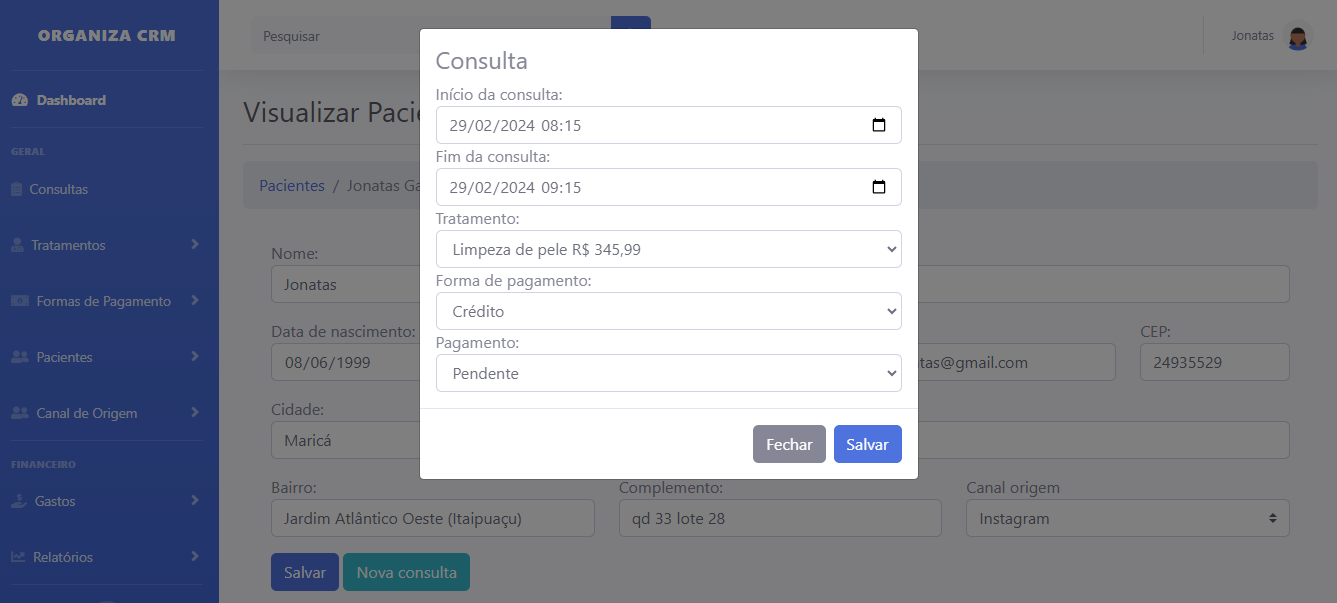 ORGANIZA CRM
Dashboard
GERAL
Consultas
Tratamentos
Formas de Pagamento
Pacientes
Canal de Origem
FINANCEIRO
Gastos
Relatórios
Pesquisar
Jonatas
Visualizar
Pacientes / Jonatas
Nome:
Jonatas
Data de nascimento:
08/06/1999
tas@gmail.com
CEP:
24935529
Cidade:
Maricá
Bairro:
Jardim Atlântico Oeste (Itaipuaçu)
Complemento:
qd 33 lote 28
Canal origem
Instagram
Salvar
Nova consulta
Consulta
Início da consulta:
29/02/2024 08:15
Fim da consulta:
29/02/2024 09:15
Tratamento:
Limpeza de pele R$ 345,99
Forma de pagamento:
Crédito
Pagamento:
Pendente
Fechar
Salvar